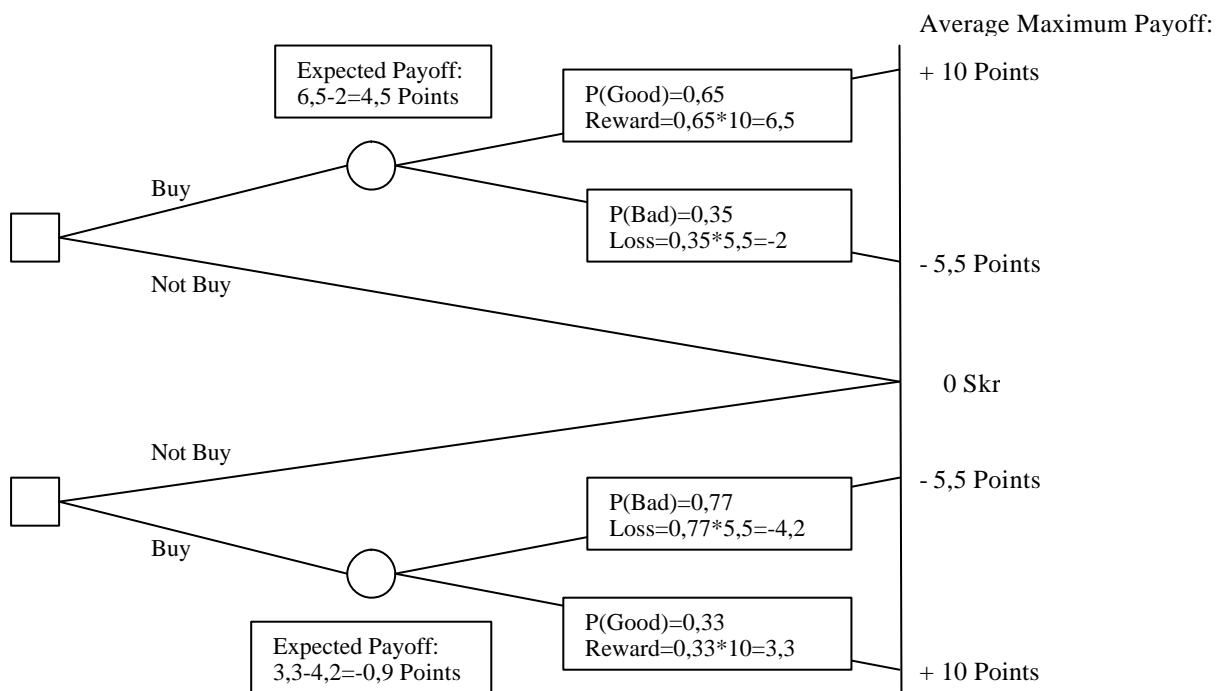 Average Maximum Payoff:
Expected Payoff:
6,5-2=4,5 Points
P(Good)=0,65
Reward=0,65*10=6,5
+ 10 Points
Buy
P(Bad)=0,35
Loss=0,35*5,5=-2
- 5,5 Points
Not Buy
0 Skr
Not Buy
P(Bad)=0,77
Loss=0,77*5,5=-4,2
- 5,5 Points
Buy
P(Good)=0,33
Reward=0,33*10=3,3
Expected Payoff:
3,3-4,2=-0,9 Points
+ 10 Points